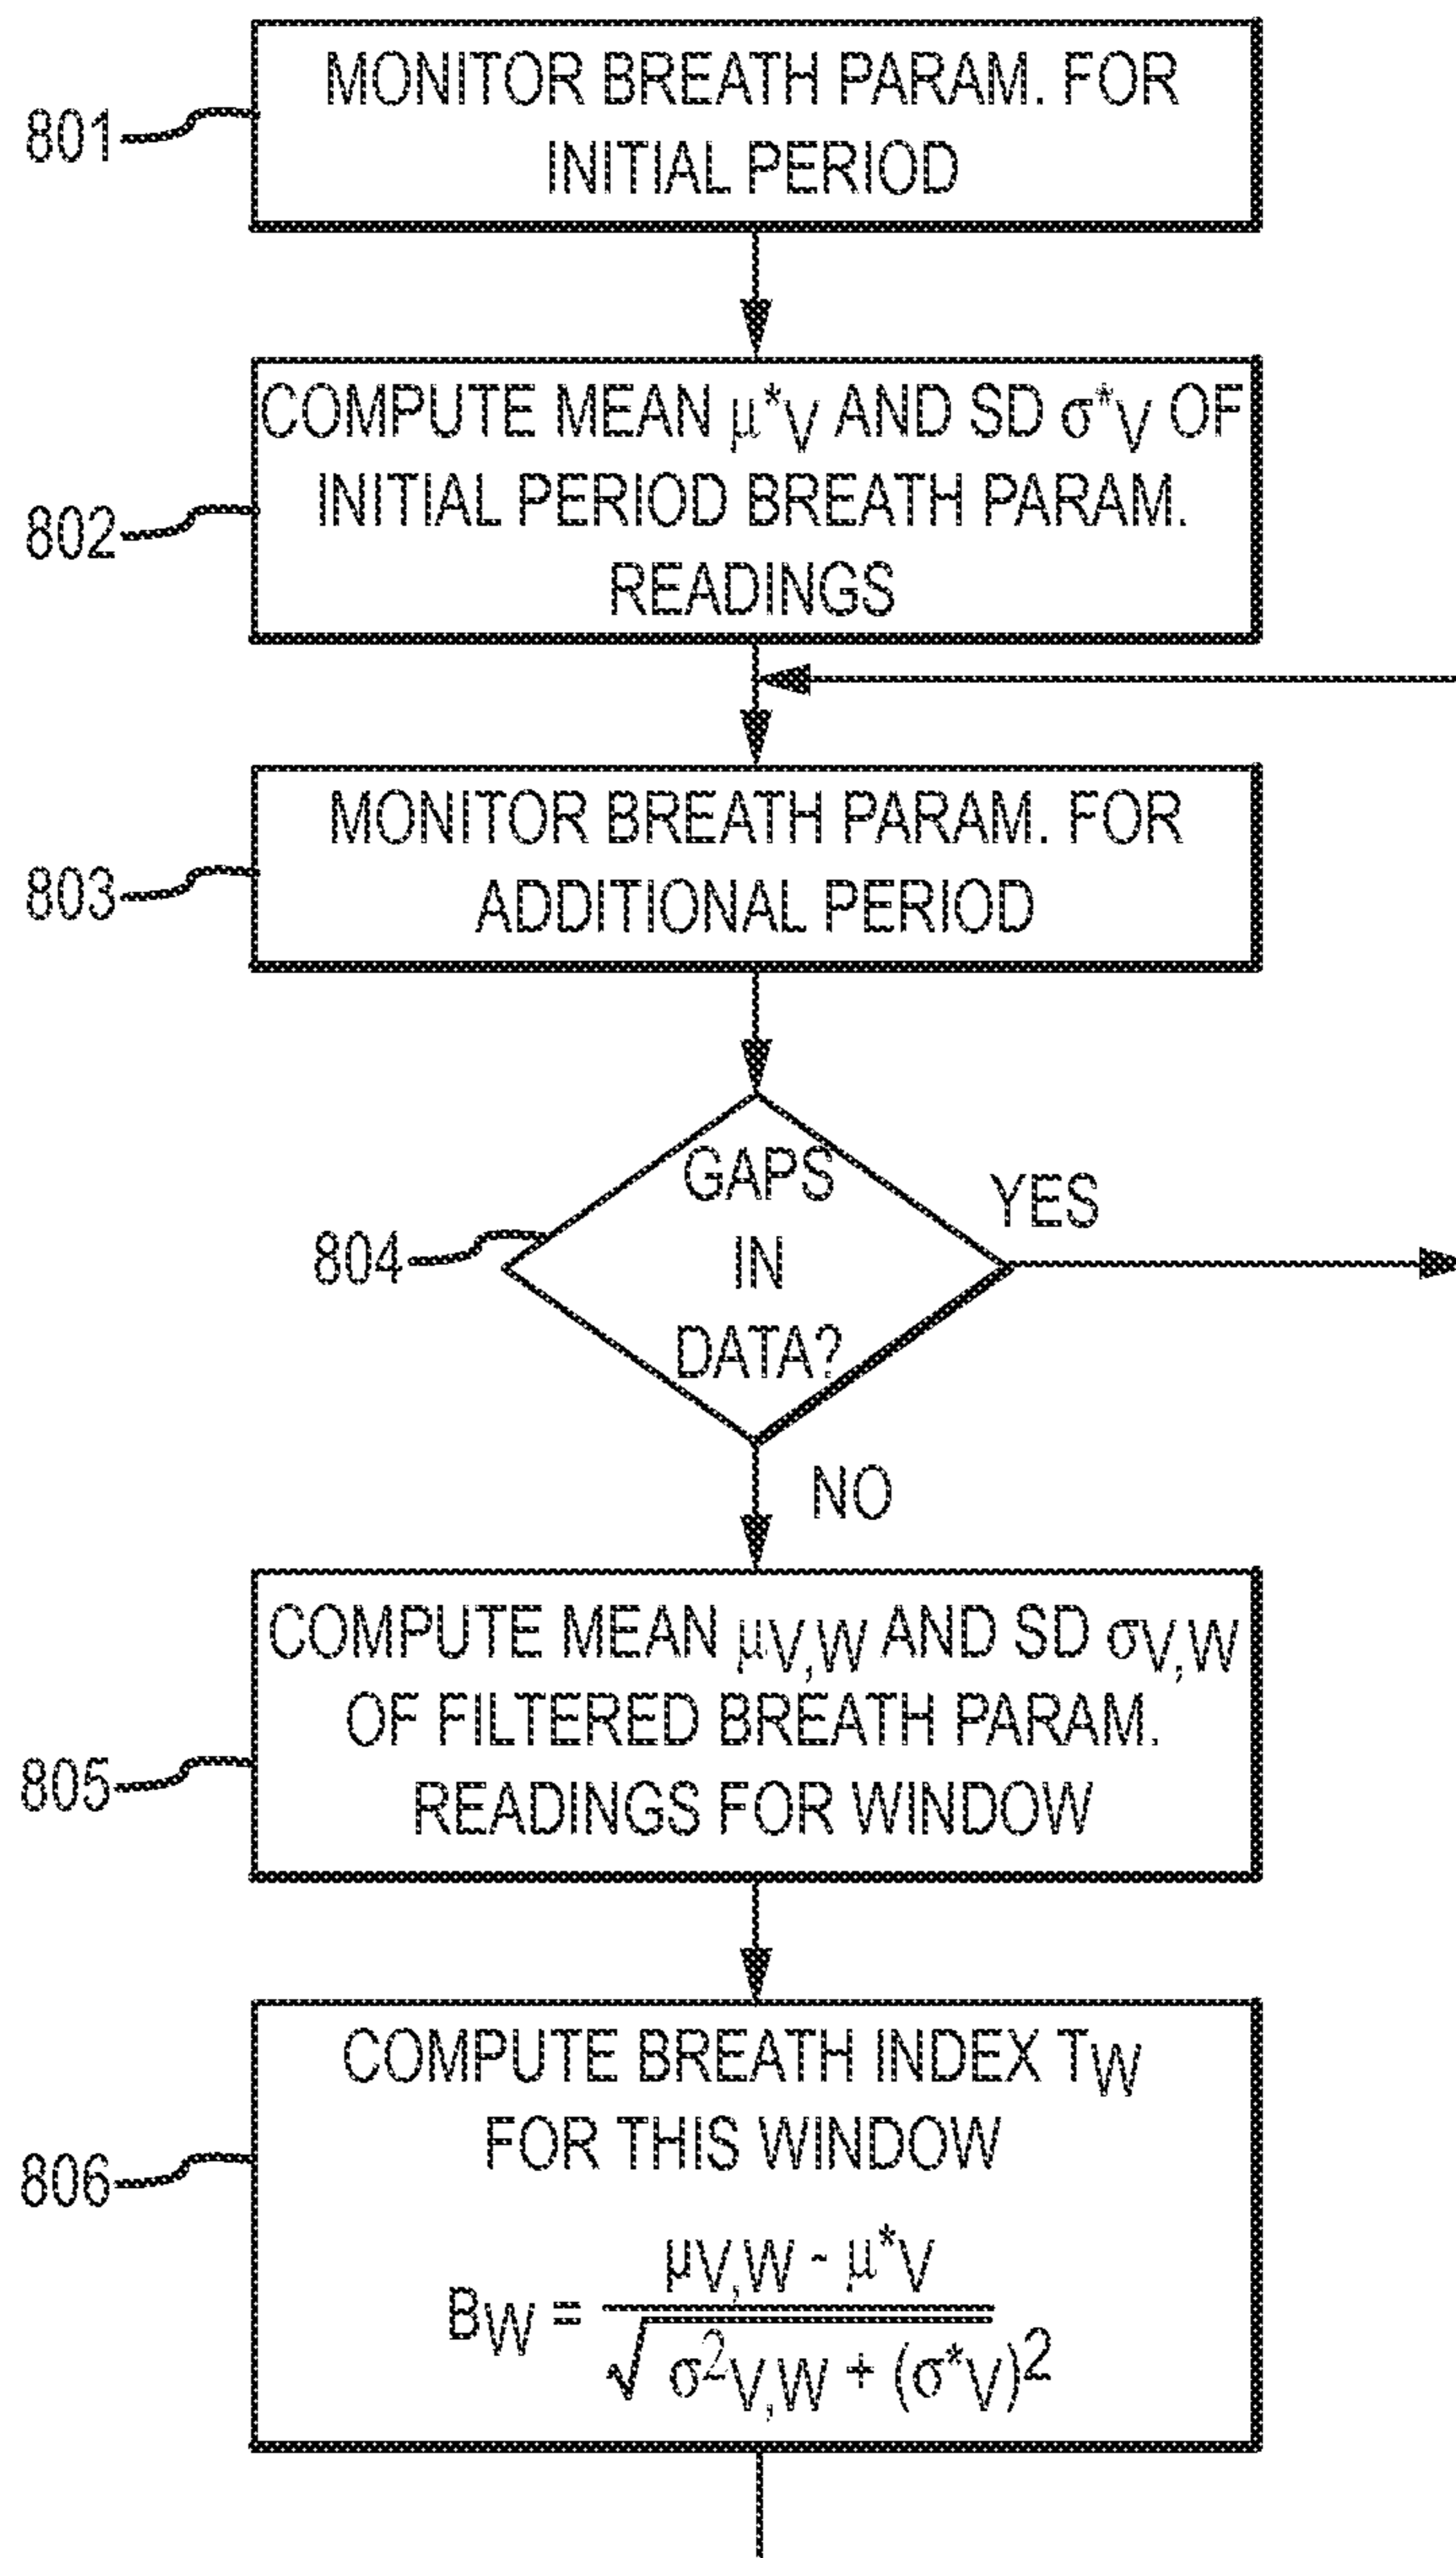 801
MONITOR BREATH PARAM. FOR
INITIAL PERIOD
802
COMPUTE MEAN μ*V AND SD σ*V OF
INITIAL PERIOD BREATH PARAM.
READINGS
803
MONITOR BREATH PARAM. FOR
ADDITIONAL PERIOD
804
GAPS
IN
DATA?
YES
NO
805
COMPUTE MEAN μV,W AND SD σV,W
OF FILTERED BREATH PARAM.
READINGS FOR WINDOW
806
COMPUTE BREATH INDEX TW
FOR THIS WINDOW
μV,W - μ*V
BW =
√ σ²V,W + (σ*V)²